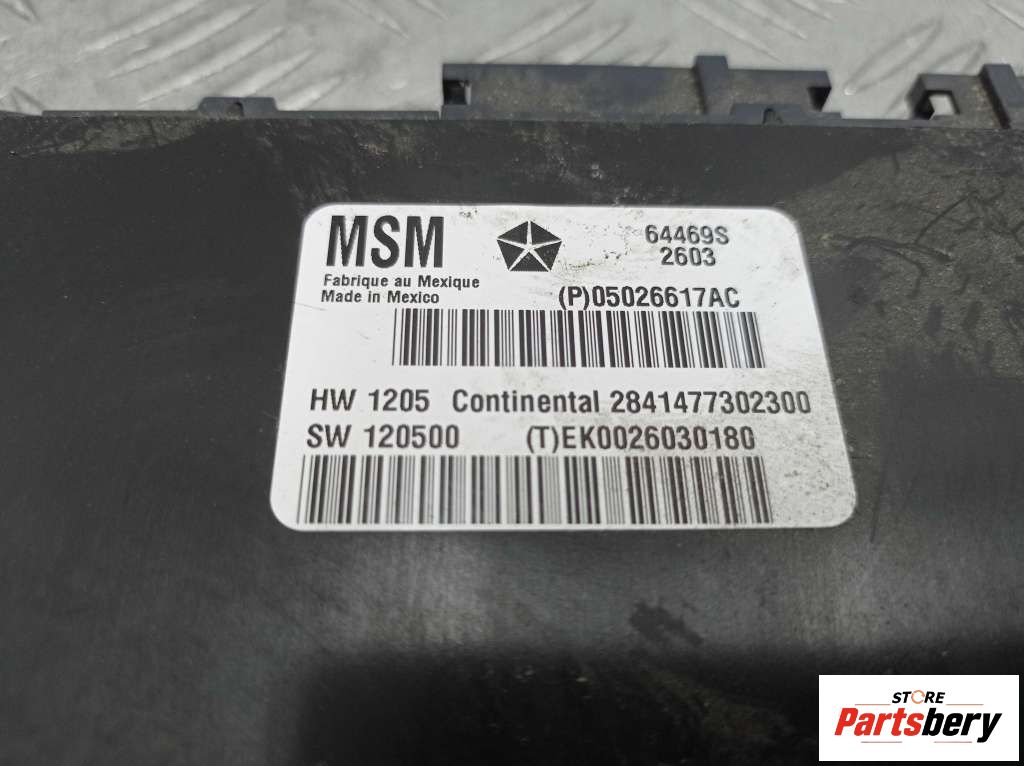 MSM
64469S
2603
Fabrique au Mexique
Made in Mexico
(P)05026617AC
HW 1205 Continental 2841477302300
SW 120500 (T)EK0026030180
STORE
Partsbery